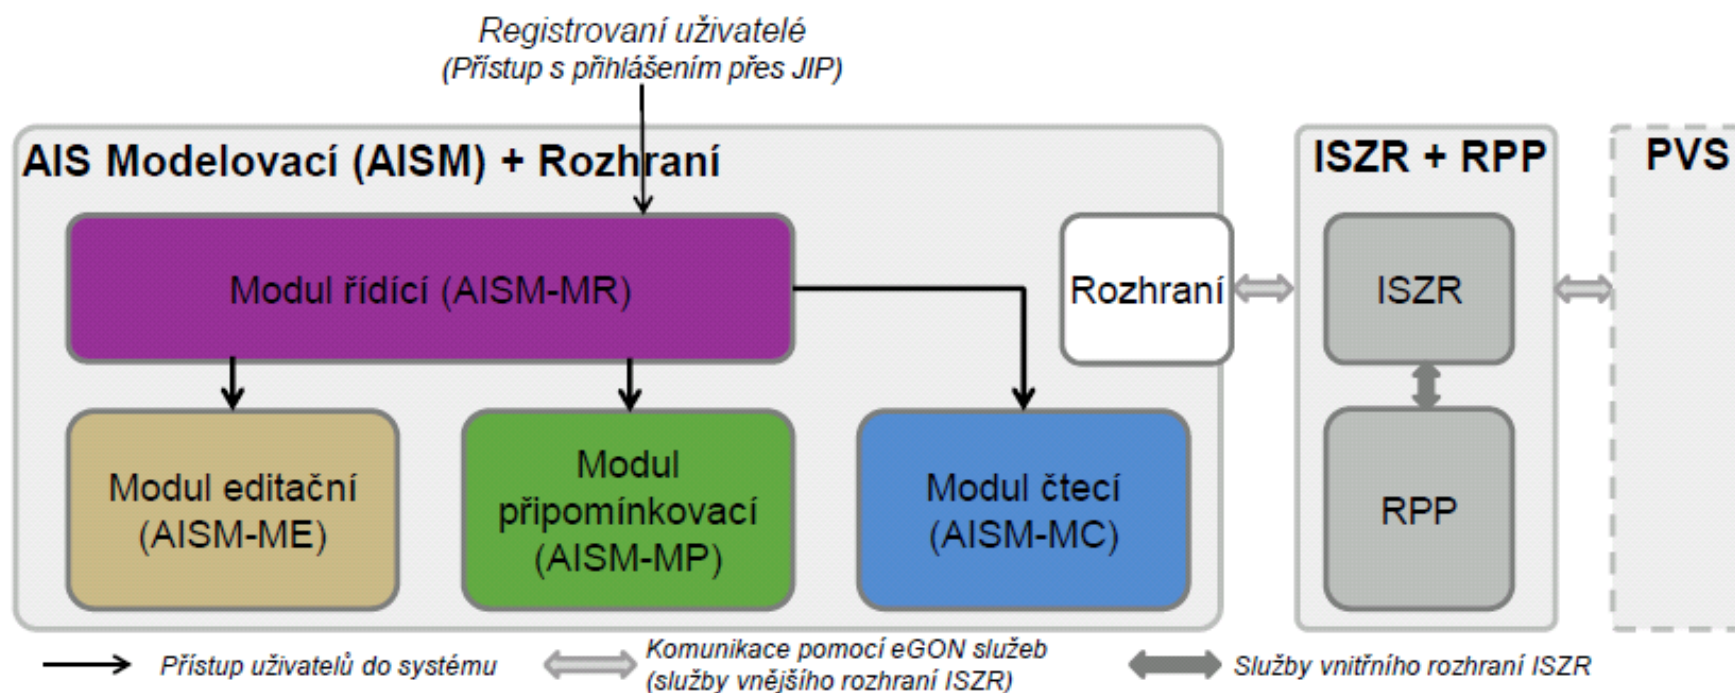 Registrovaní uživatelé
(Přístup s přihlášením přes JIP)
AIS Modelovací (AISM) + Rozhraní
ISZR + RPP
PVS
Modul řídící (AISM-MR)
Rozhraní
ISZR
Modul editační
(AISM-ME)
Modul
připomínkovací
(AISM-MP)
Modul čtecí
(AISM-MC)
RPP
Přístup uživatelů do systému
Komunikace pomocí eGON služeb
(služby vnějšího rozhraní ISZR)
Služby vnitřního rozhraní ISZR